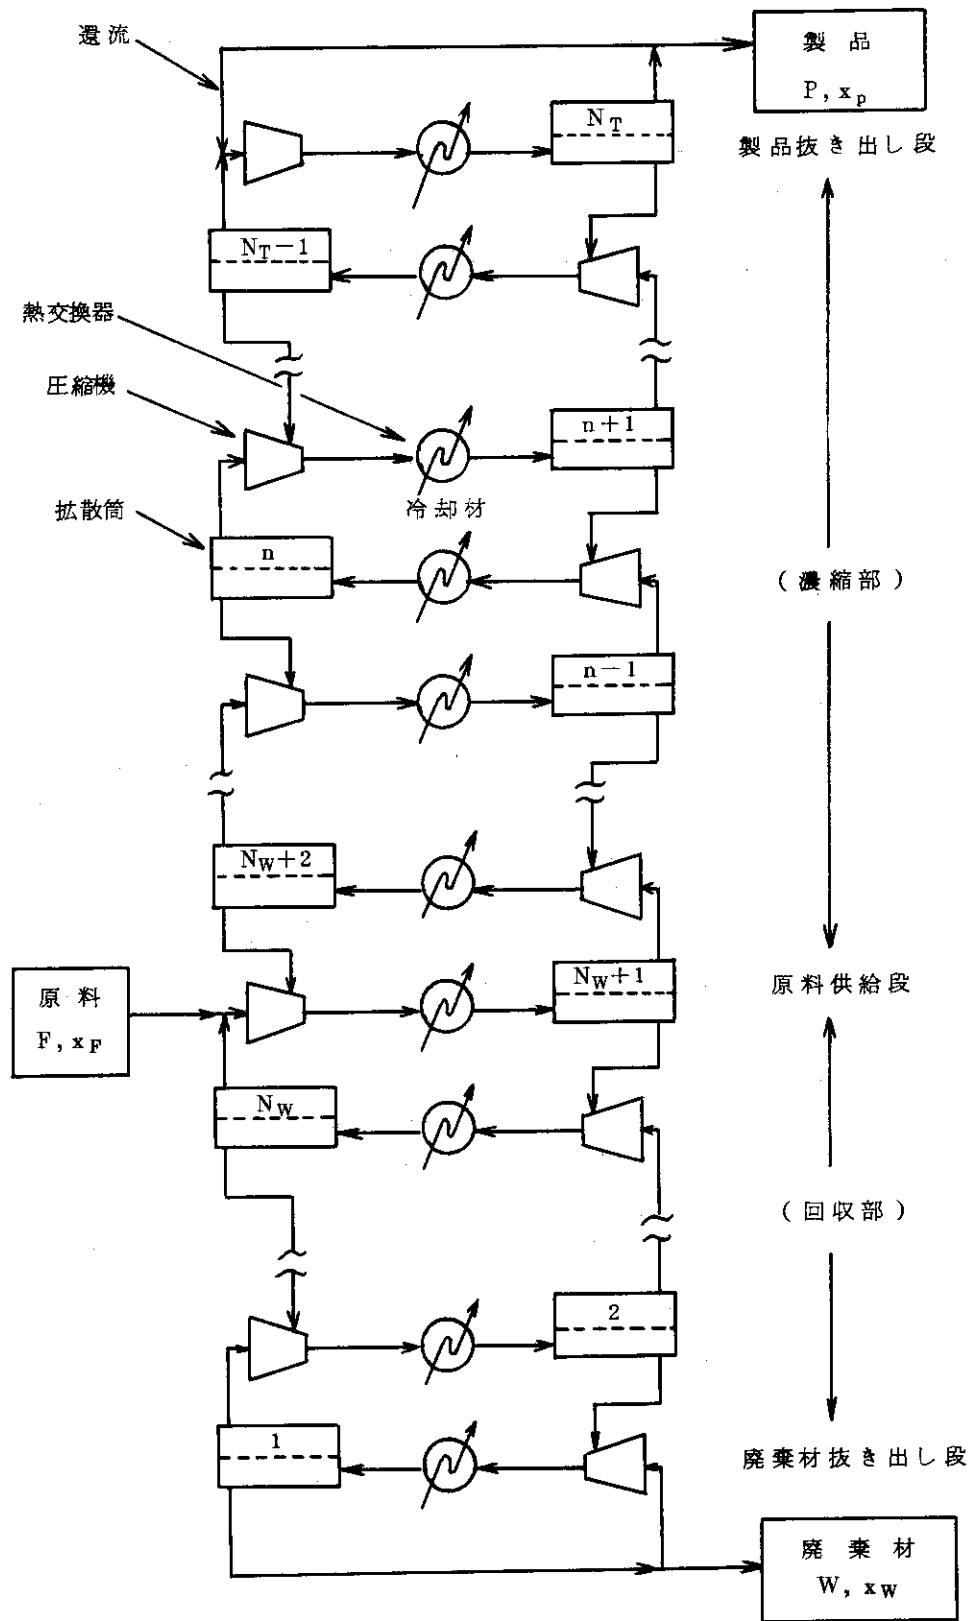 還流
製品
P, xp
NT
製品抜き出し段
NT−1
熱交換器
圧縮機
n+1
冷却材
拡散筒
n
(濃縮部)
n−1
NW+2
原料
F, xF
NW+1
原料供給段
NW
(回収部)
2
1
廃棄材抜き出し段
廃棄材
W, xW